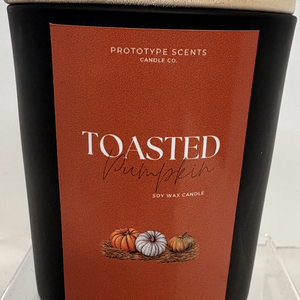 PROTOTYPE SCENTS
CANDLE CO.
TOASTED
Pumpkin
SOY WAX CANDLE